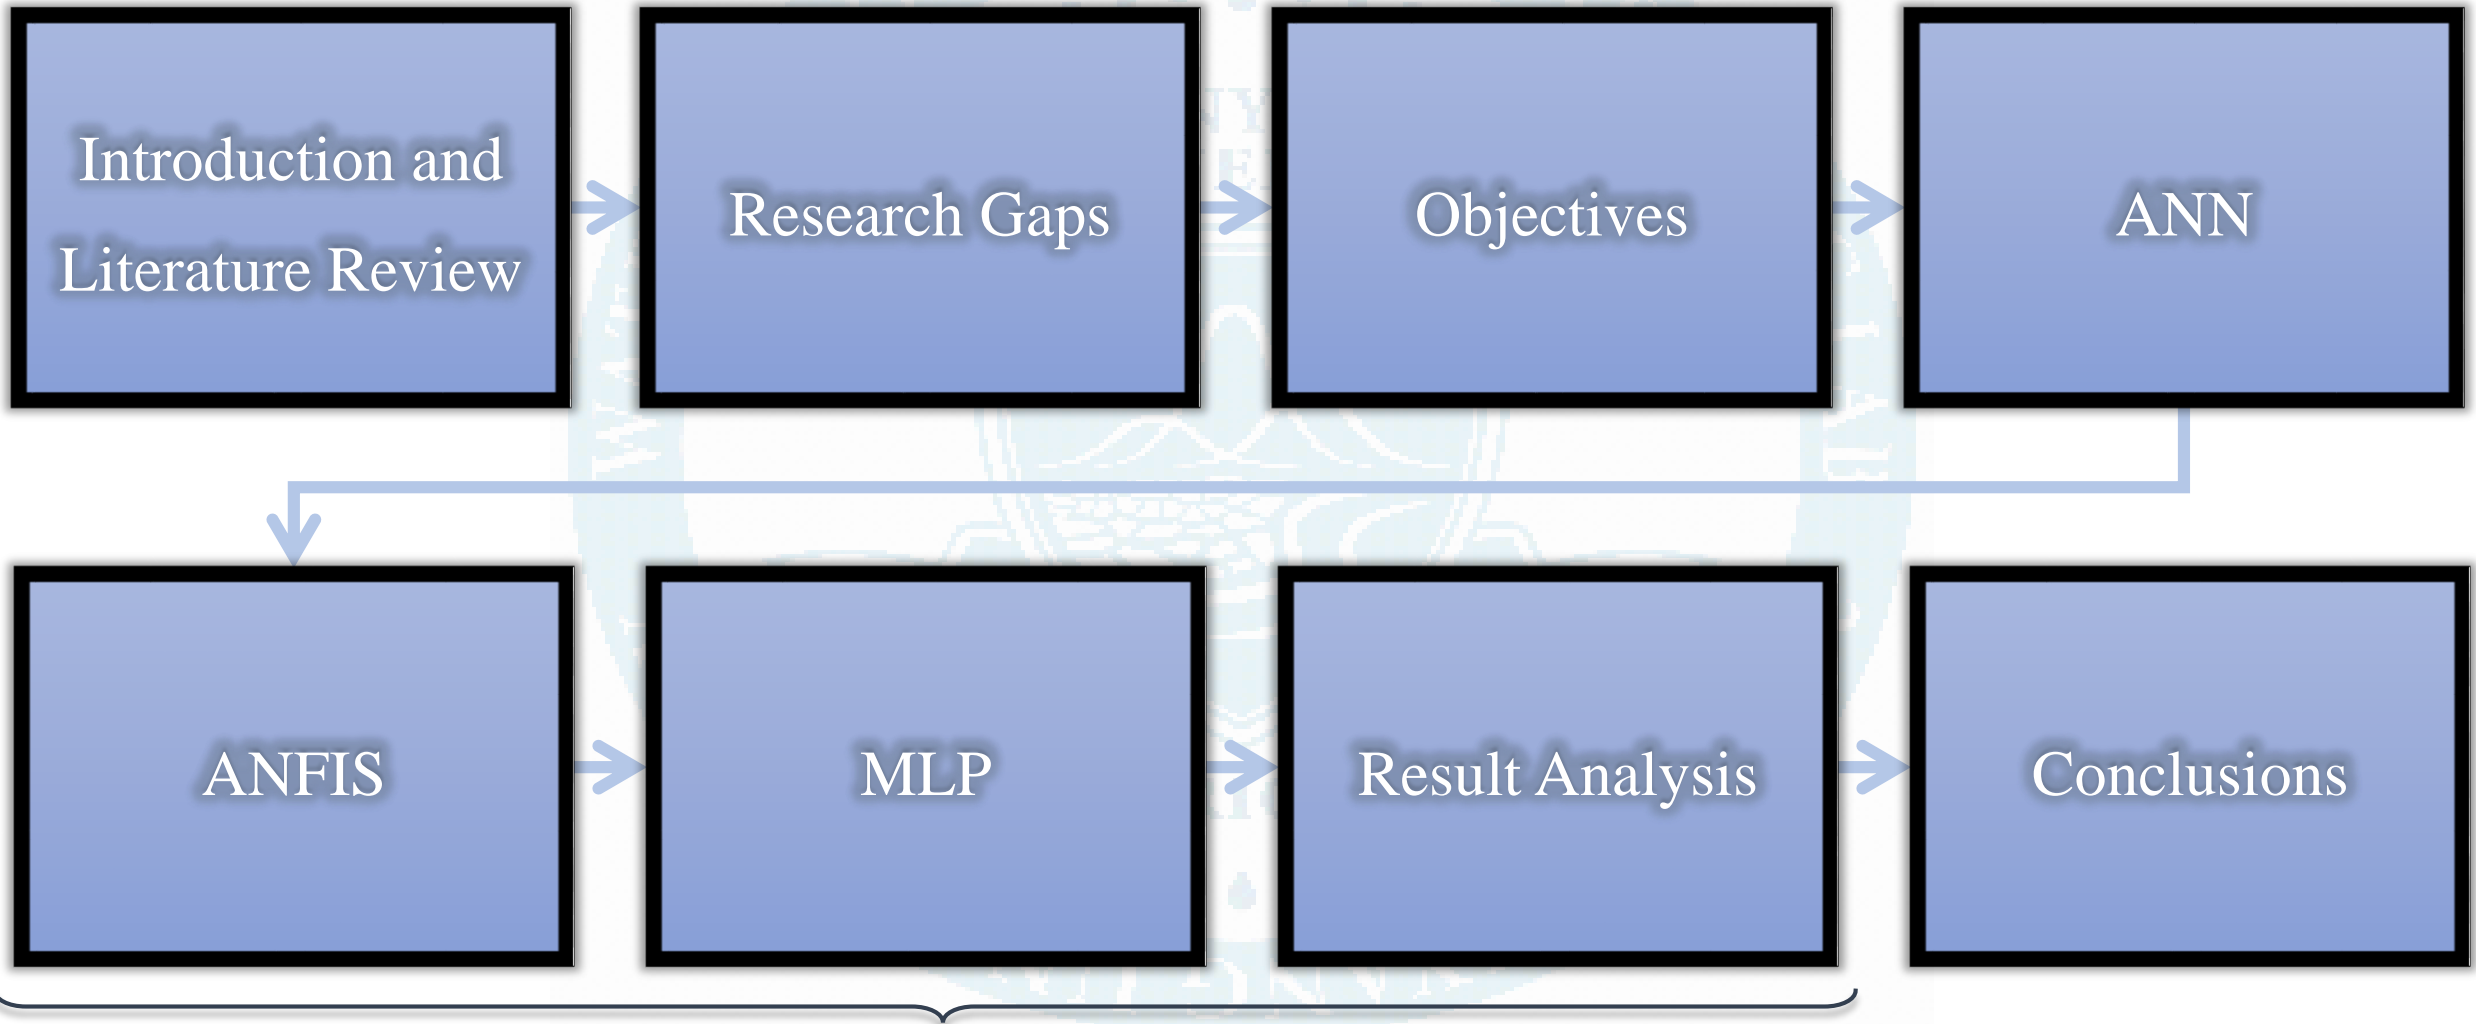 Introduction and
Literature Review
Research Gaps
Objectives
ANN
ANFIS
MLP
Result Analysis
Conclusions